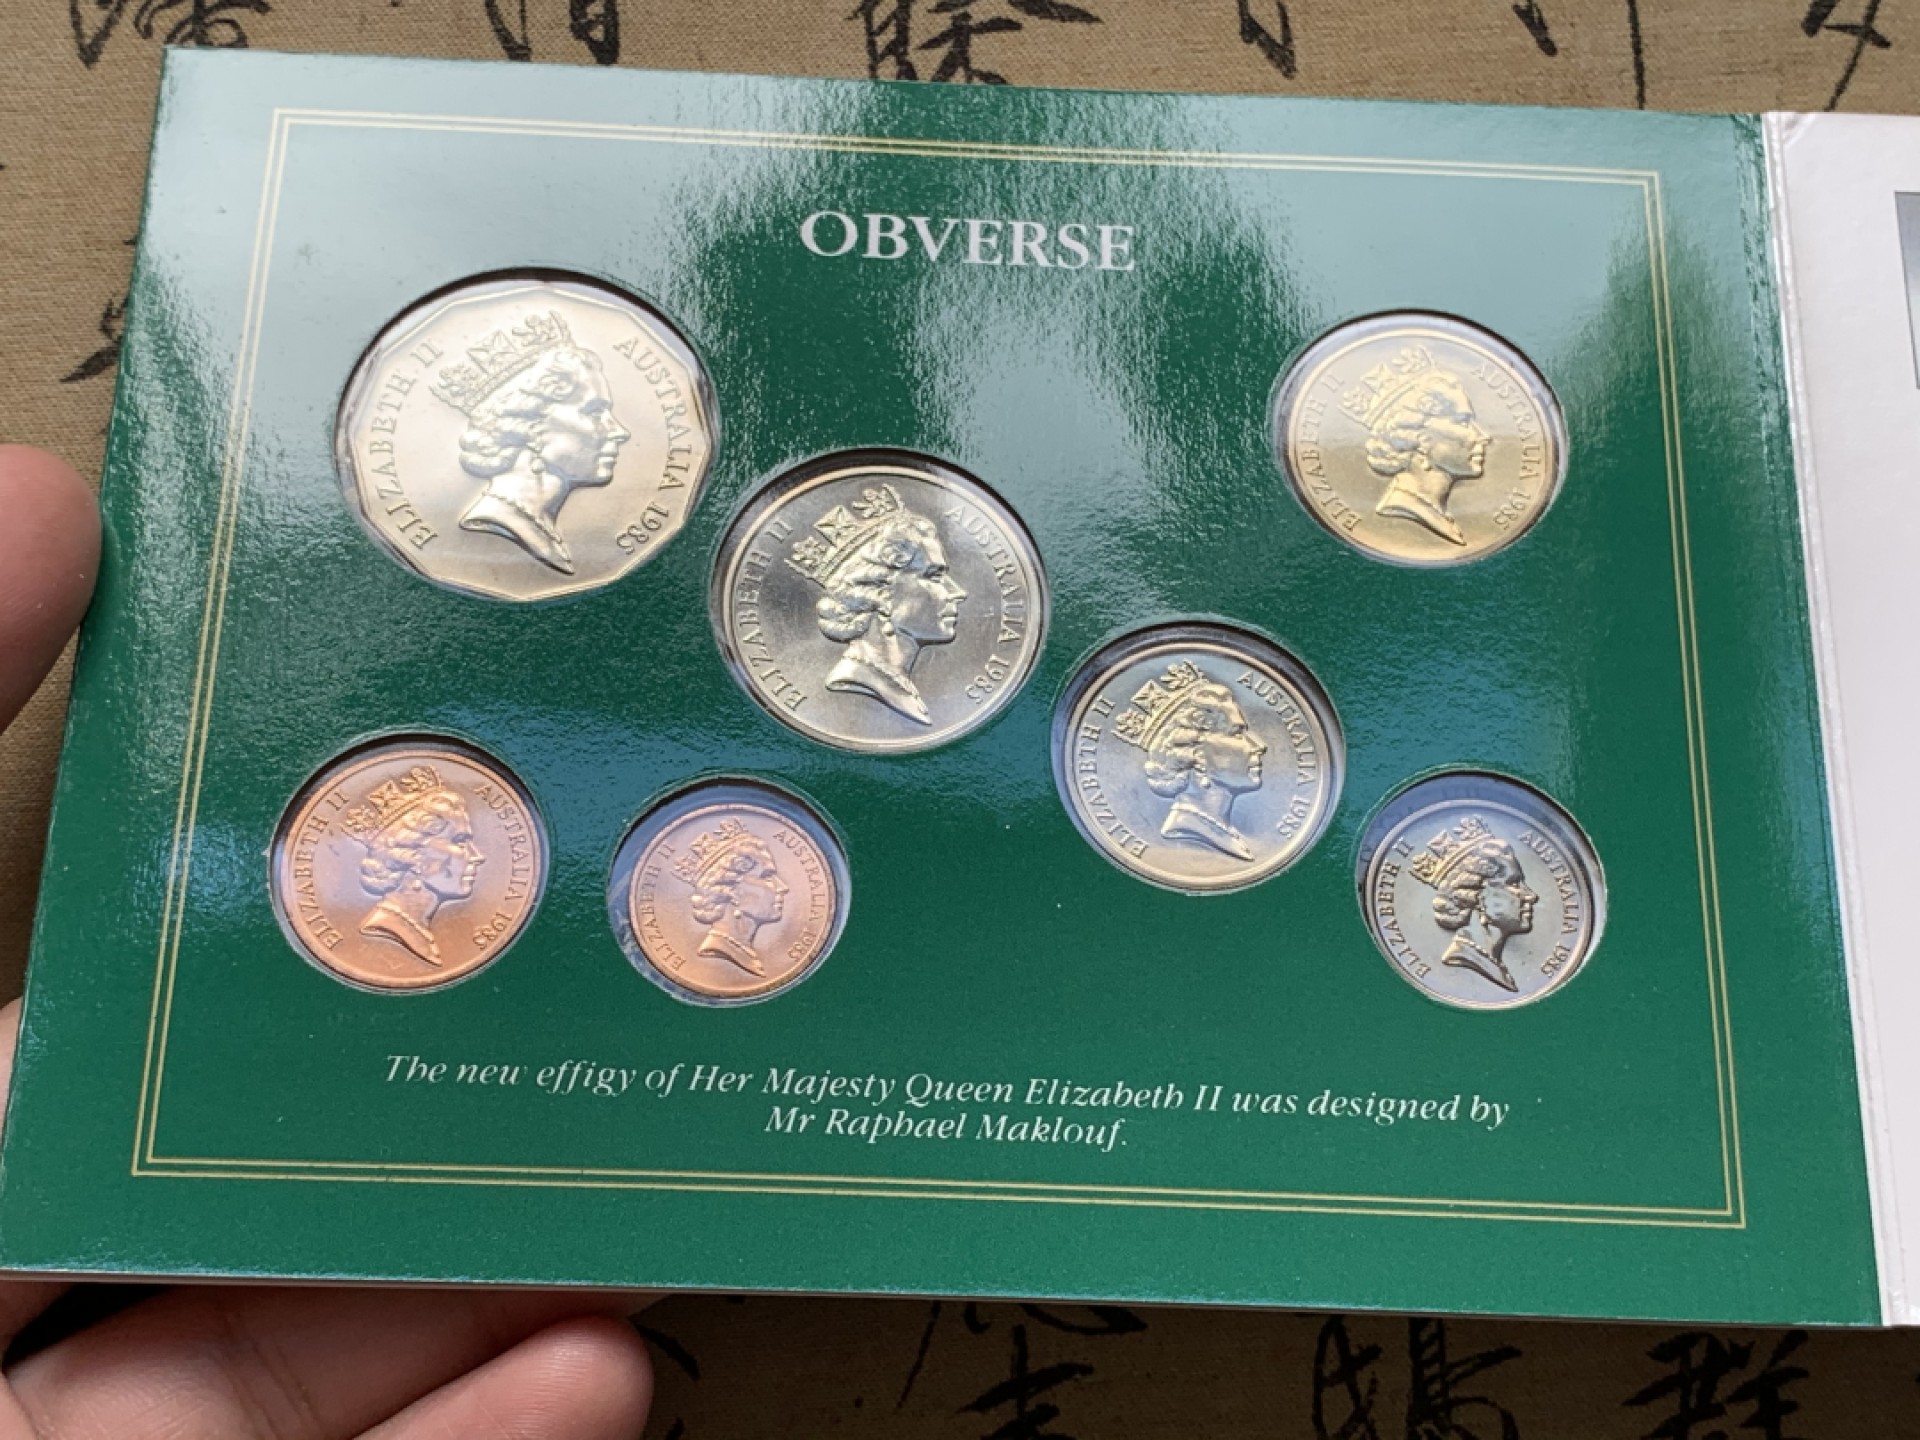 OBVERSE
ELIZABETH II AUSTRALIA 1985
ELIZABETH II AUSTRALIA 1985
ELIZABETH II AUSTRALIA 1985
ELIZABETH II AUSTRALIA 1985
ELIZABETH II AUSTRALIA 1985
ELIZABETH II AUSTRALIA 1985
ELIZABETH II AUSTRALIA 1985
The new effigy of Her Majesty Queen Elizabeth II was designed by
Mr Raphael Maklouf.